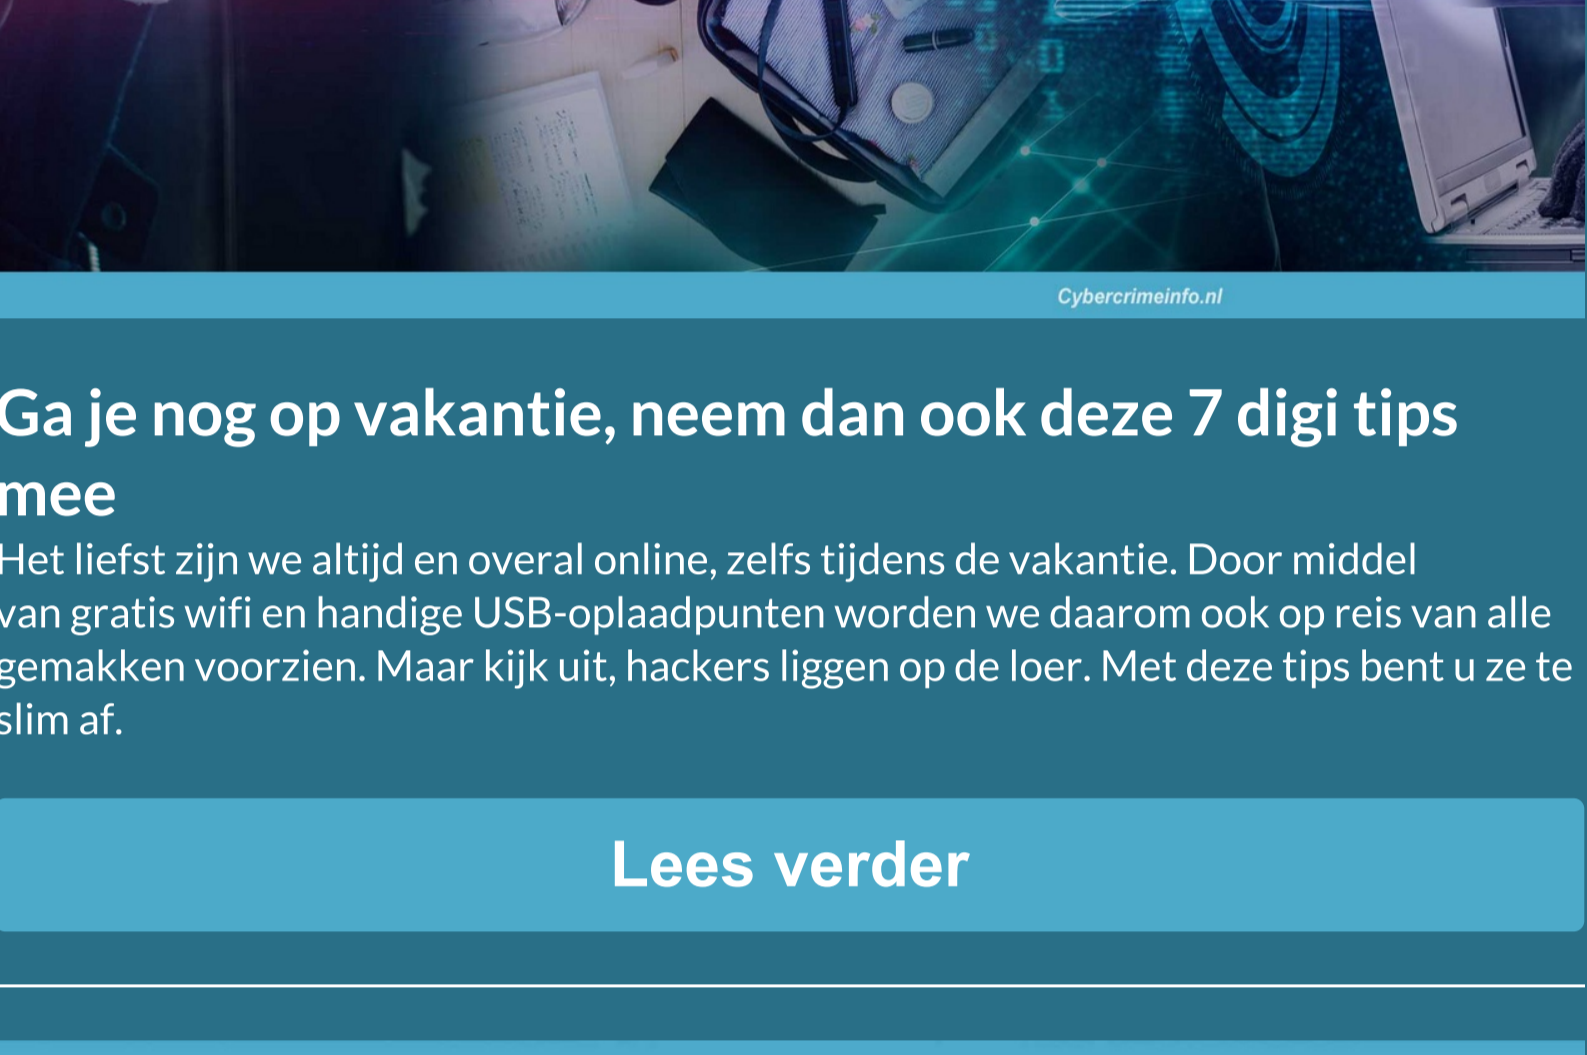 Cybercrimeinfo.nl
Ga je nog op vakantie, neem dan ook deze 7 digi tips
mee
Het liefst zijn we altijd en overal online, zelfs tijdens de vakantie. Door middel
van gratis wifi en handige USB-oplaadpunten worden we daarom ook op reis van alle
gemakken voorzien. Maar kijk uit, hackers liggen op de loer. Met deze tips bent u ze te
slim af.
Lees verder